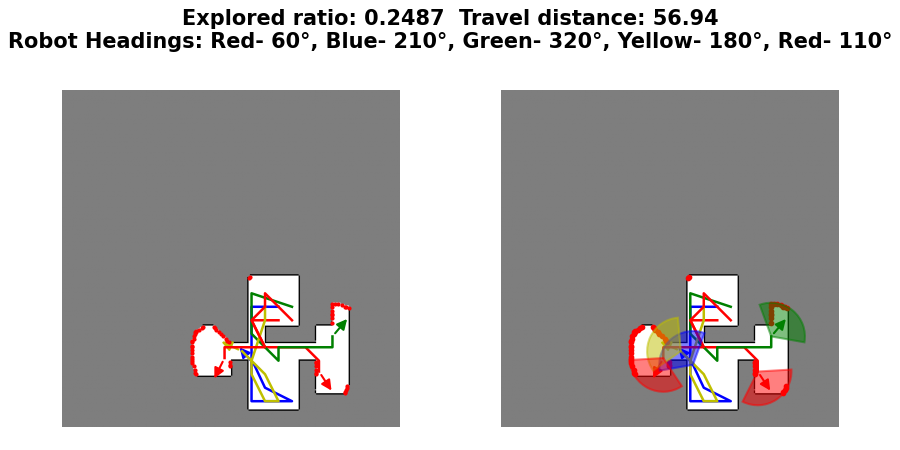 Explored ratio: 0.2487  Travel distance: 56.94
Robot Headings: Red- 60°, Blue- 210°, Green- 320°, Yellow- 180°, Red- 110°